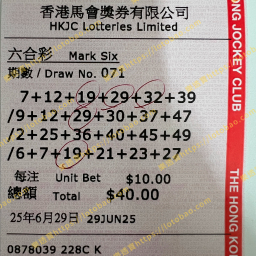 香港馬會獎券有限公司
HKJC Lotteries Limited
六合彩 Mark Six
期數 / Draw No. 071
7+12+19+29+32+39
/9+12+29+30+37+47
/2+25+36+40+45+49
/6+7+19+21+23+27
每注 Unit Bet $10.00
總額 Total $40.00
25年6月29日 29JUN25
0878039 228C K
NG JOCKEY CLUB
THE HONG KO